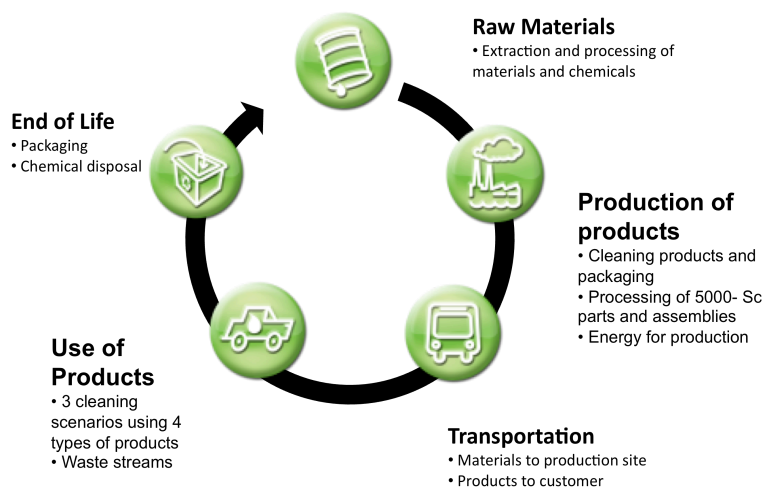 Raw Materials
• Extraction and processing of
materials and chemicals
End of Life
• Packaging
• Chemical disposal
Production of
products
• Cleaning products and
packaging
• Processing of 5000- Sc
parts and assemblies
• Energy for production
Use of
Products
• 3 cleaning
scenarios using 4
types of products
• Waste streams
Transportation
• Materials to production site
• Products to customer